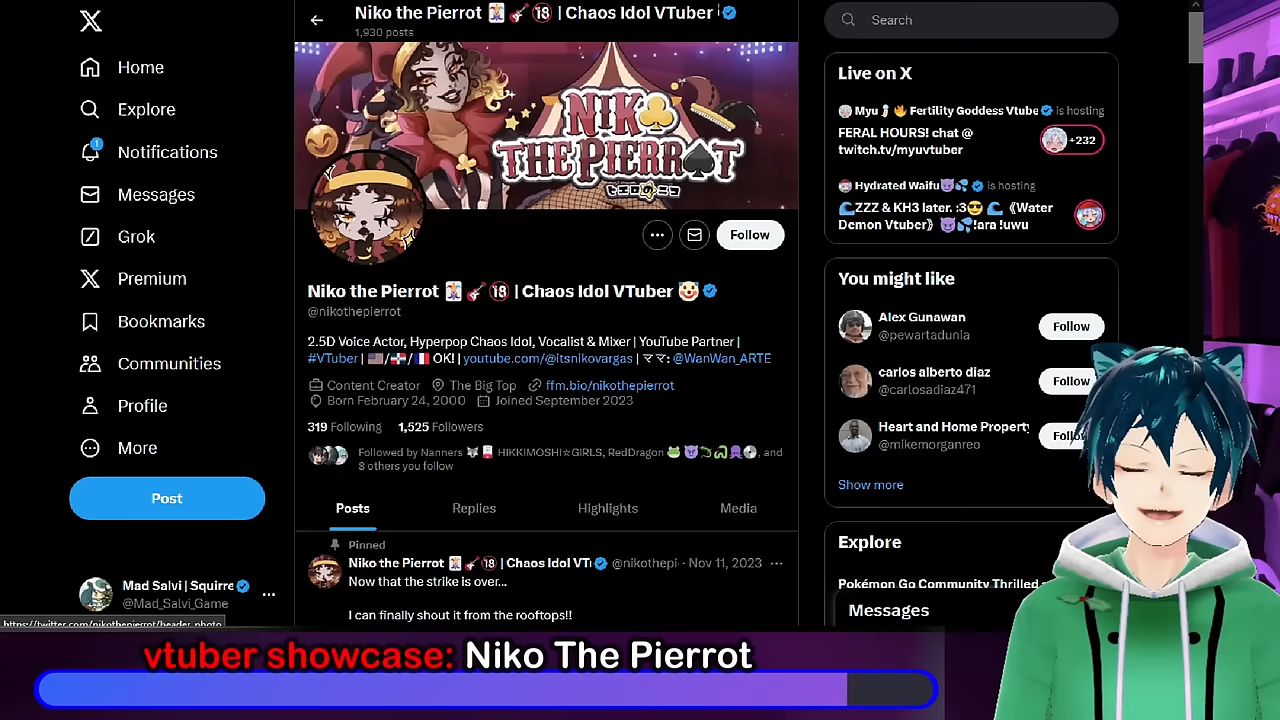 Home
Explore
1
Notifications
Messages
Grok
Premium
Bookmarks
Communities
Profile
More
Post
Mad Salvi | Squirre
@Mad_Salvi_Game
https://twitter.com/nikothepierrot/header_photo
Niko the Pierrot 🃏🎸🔞 | Chaos Idol VTuber
1,930 posts
NIKO
THE PIERROT
Follow
Niko the Pierrot 🃏🎸🔞 | Chaos Idol VTuber 🤡
@nikothepierrot
2.5D Voice Actor, Hyperpop Chaos Idol, Vocalist & Mixer | YouTube Partner |
#VTuber | 🇺🇸/🇩🇴/🇫🇷 OK! | youtube.com/@itsnikovargas | ママ: @WanWan_ARTE
Content Creator The Big Top ffm.bio/nikothepierrot
Born February 24, 2000 Joined September 2023
319 Following 1,525 Followers
Followed by Nanners HIKKIMOSHI☆GIRLS, RedDragon , and
8 others you follow
Posts Replies Highlights Media
Pinned
Niko the Pierrot 🃏🎸🔞 | Chaos Idol VTi @nikothepi · Nov 11, 2023 ···
Now that the strike is over...
I can finally shout it from the rooftops!!
Search
Live on X
Myu 🔥 Fertility Goddess Vtube is hosting
FERAL HOURS! chat @
twitch.tv/myuvtuber
+232
Hydrated Waifu😈💦 is hosting
🌊ZZZ & KH3 later. :3😎 🌊 《Water
Demon Vtuber》 😈💦!ara !uwu
You might like
Alex Gunawan
@pewartadunia
Follow
carlos alberto diaz
@carlosadiaz471
Follow
Heart and Home Property
@mikemorganreo
Follo
Show more
Explore
Pokémon Go Community Thrilled
Messages
vtuber showcase: Niko The Pierrot